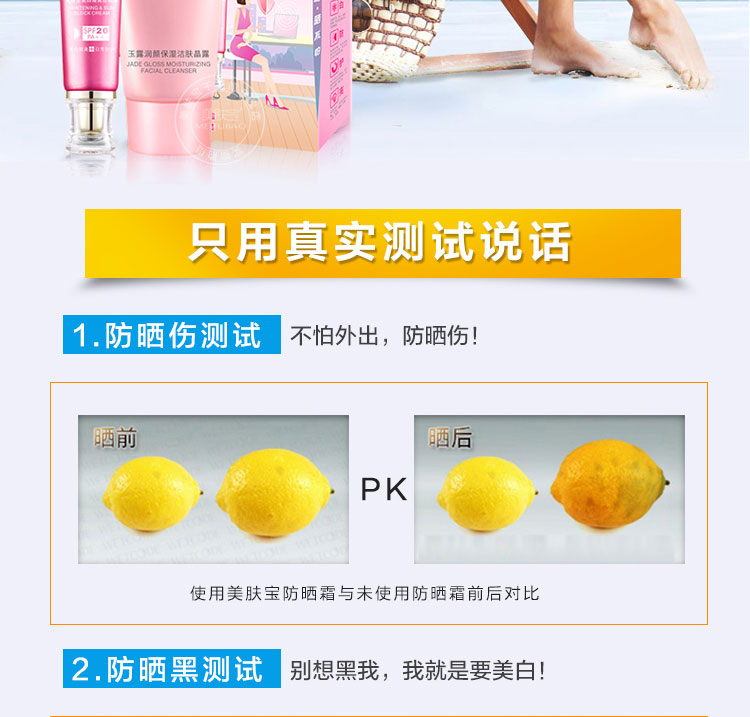 SPF20
PA++
玉露润颜保湿洁肤晶露
JADE GLOSS MOISTURIZING
FACIAL CLEANSER
只用真实测试说话
1.防晒伤测试 不怕外出，防晒伤！
晒前
晒后
PK
使用美肤宝防晒霜与未使用防晒霜前后对比
2.防晒黑测试 别想黑我，我就是要美白！